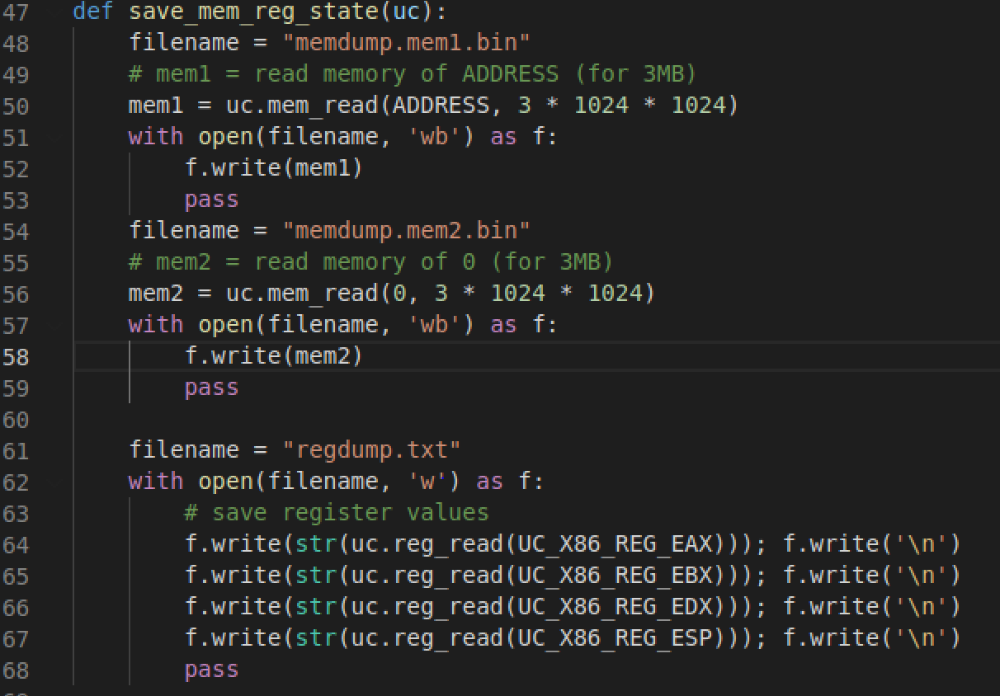 47 def save_mem_reg_state(uc):
48     filename = "memdump.mem1.bin"
49     # mem1 = read memory of ADDRESS (for 3MB)
50     mem1 = uc.mem_read(ADDRESS, 3 * 1024 * 1024)
51     with open(filename, 'wb') as f:
52         f.write(mem1)
53         pass
54     filename = "memdump.mem2.bin"
55     # mem2 = read memory of 0 (for 3MB)
56     mem2 = uc.mem_read(0, 3 * 1024 * 1024)
57     with open(filename, 'wb') as f:
58         f.write(mem2)
59         pass
60
61     filename = "regdump.txt"
62     with open(filename, 'w') as f:
63         # save register values
64         f.write(str(uc.reg_read(UC_X86_REG_EAX))); f.write('\n')
65         f.write(str(uc.reg_read(UC_X86_REG_EBX))); f.write('\n')
66         f.write(str(uc.reg_read(UC_X86_REG_EDX))); f.write('\n')
67         f.write(str(uc.reg_read(UC_X86_REG_ESP))); f.write('\n')
68         pass